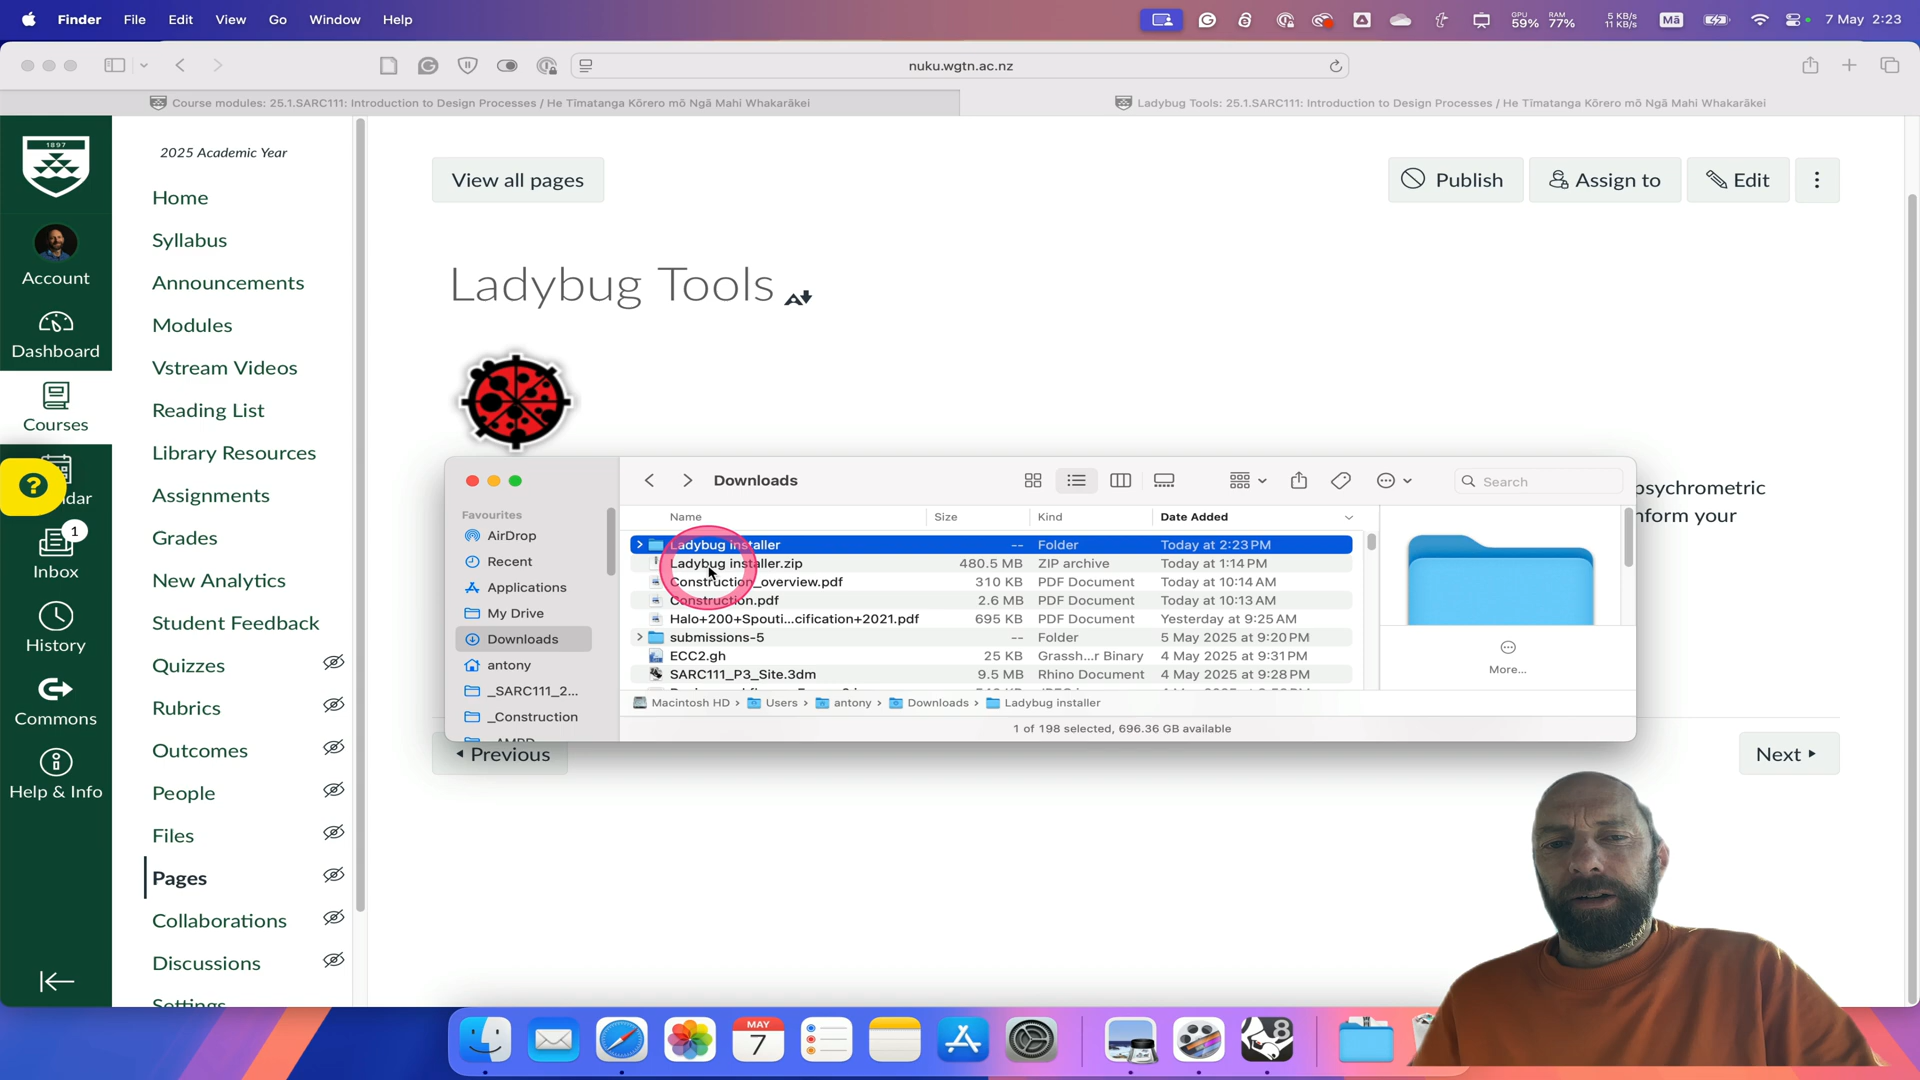 Finder File Edit View Go Window Help
GPU 59% RAM 77% 5 KB/s 11 KB/s Mā 7 May 2:23
nuku.wgtn.ac.nz
Course modules: 25.1.SARC111: Introduction to Design Processes / He Tīmatanga Kōrero mō Ngā Mahi Whakarākei
Ladybug Tools: 25.1.SARC111: Introduction to Design Processes / He Tīmatanga Kōrero mō Ngā Mahi Whakarākei
1897
Account
Dashboard
Courses
?
ndar
1
Inbox
History
Commons
Help & Info
2025 Academic Year
Home
Syllabus
Announcements
Modules
Vstream Videos
Reading List
Library Resources
Assignments
Grades
New Analytics
Student Feedback
Quizzes
Rubrics
Outcomes
People
Files
Pages
Collaborations
Discussions
Settings
View all pages
Publish
Assign to
Edit
Ladybug Tools
psychrometric
nform your
Previous
Next
Favourites
AirDrop
Recent
Applications
My Drive
Downloads
antony
_SARC111_2...
_Construction
Downloads
Search
Name Size Kind Date Added
Ladybug installer -- Folder Today at 2:23 PM
Ladybug installer.zip 480.5 MB ZIP archive Today at 1:14 PM
Construction_overview.pdf 310 KB PDF Document Today at 10:14 AM
Construction.pdf 2.6 MB PDF Document Today at 10:13 AM
Halo+200+Spouti...cification+2021.pdf 695 KB PDF Document Yesterday at 9:25 AM
submissions-5 -- Folder 5 May 2025 at 9:20 PM
ECC2.gh 25 KB Grassh...r Binary 4 May 2025 at 9:31 PM
SARC111_P3_Site.3dm 9.5 MB Rhino Document 4 May 2025 at 9:28 PM
More...
Macintosh HD › Users › antony › Downloads › Ladybug installer
1 of 198 selected, 696.36 GB available
MAY
7
8